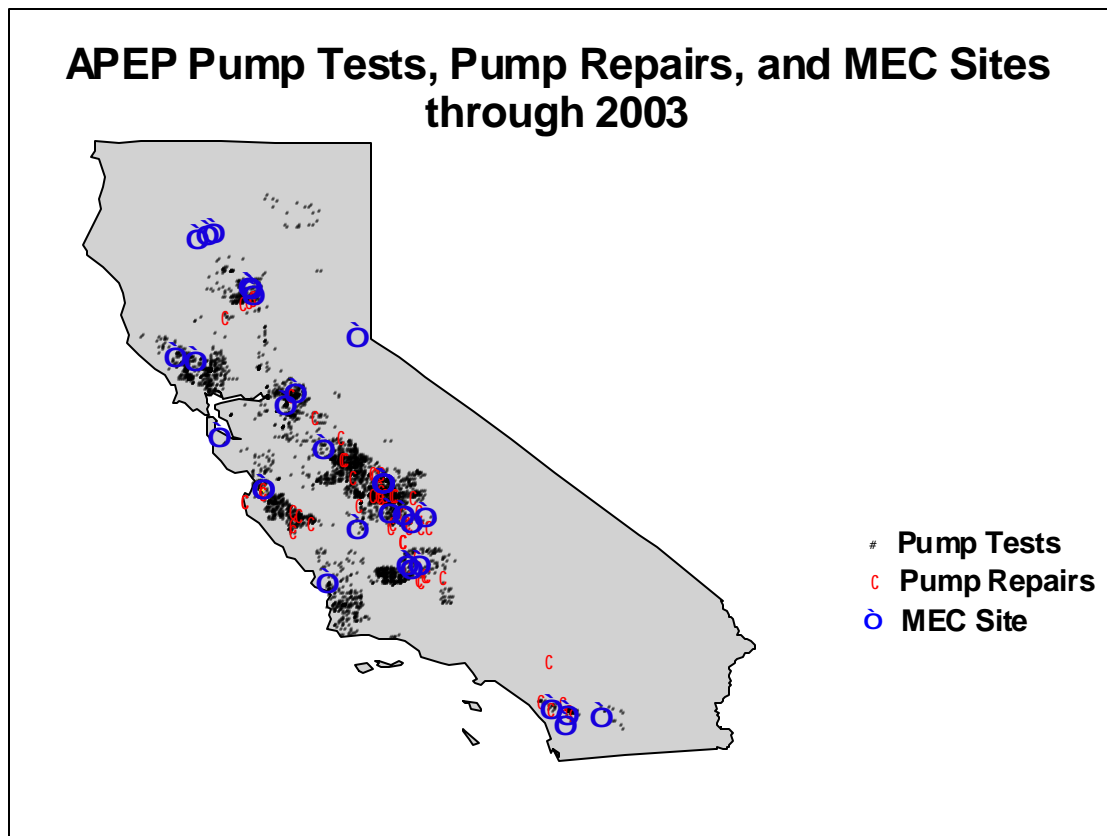 APEP Pump Tests, Pump Repairs, and MEC Sites
through 2003
# Pump Tests
C Pump Repairs
Ò MEC Site